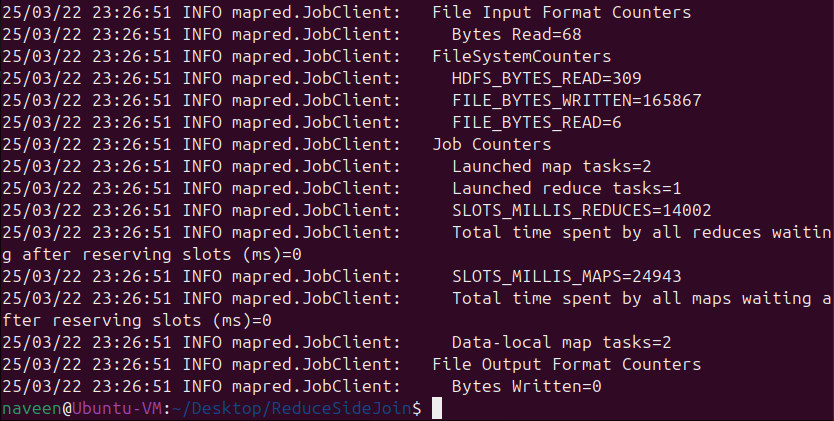 25/03/22 23:26:51 INFO mapred.JobClient:   File Input Format Counters
25/03/22 23:26:51 INFO mapred.JobClient:     Bytes Read=68
25/03/22 23:26:51 INFO mapred.JobClient:   FileSystemCounters
25/03/22 23:26:51 INFO mapred.JobClient:     HDFS_BYTES_READ=309
25/03/22 23:26:51 INFO mapred.JobClient:     FILE_BYTES_WRITTEN=165867
25/03/22 23:26:51 INFO mapred.JobClient:     FILE_BYTES_READ=6
25/03/22 23:26:51 INFO mapred.JobClient:   Job Counters
25/03/22 23:26:51 INFO mapred.JobClient:     Launched map tasks=2
25/03/22 23:26:51 INFO mapred.JobClient:     Launched reduce tasks=1
25/03/22 23:26:51 INFO mapred.JobClient:     SLOTS_MILLIS_REDUCES=14002
25/03/22 23:26:51 INFO mapred.JobClient:     Total time spent by all reduces waitin
g after reserving slots (ms)=0
25/03/22 23:26:51 INFO mapred.JobClient:     SLOTS_MILLIS_MAPS=24943
25/03/22 23:26:51 INFO mapred.JobClient:     Total time spent by all maps waiting a
fter reserving slots (ms)=0
25/03/22 23:26:51 INFO mapred.JobClient:     Data-local map tasks=2
25/03/22 23:26:51 INFO mapred.JobClient:   File Output Format Counters
25/03/22 23:26:51 INFO mapred.JobClient:     Bytes Written=0
naveen@Ubuntu-VM:~/Desktop/ReduceSideJoin$